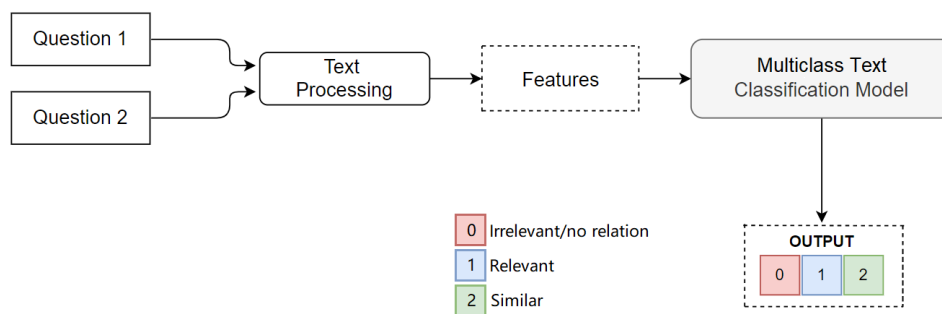 Question 1
Question 2
Text
Processing
Features
Multiclass Text
Classification Model
0 Irrelevant/no relation
1 Relevant
2 Similar
OUTPUT
0 1 2